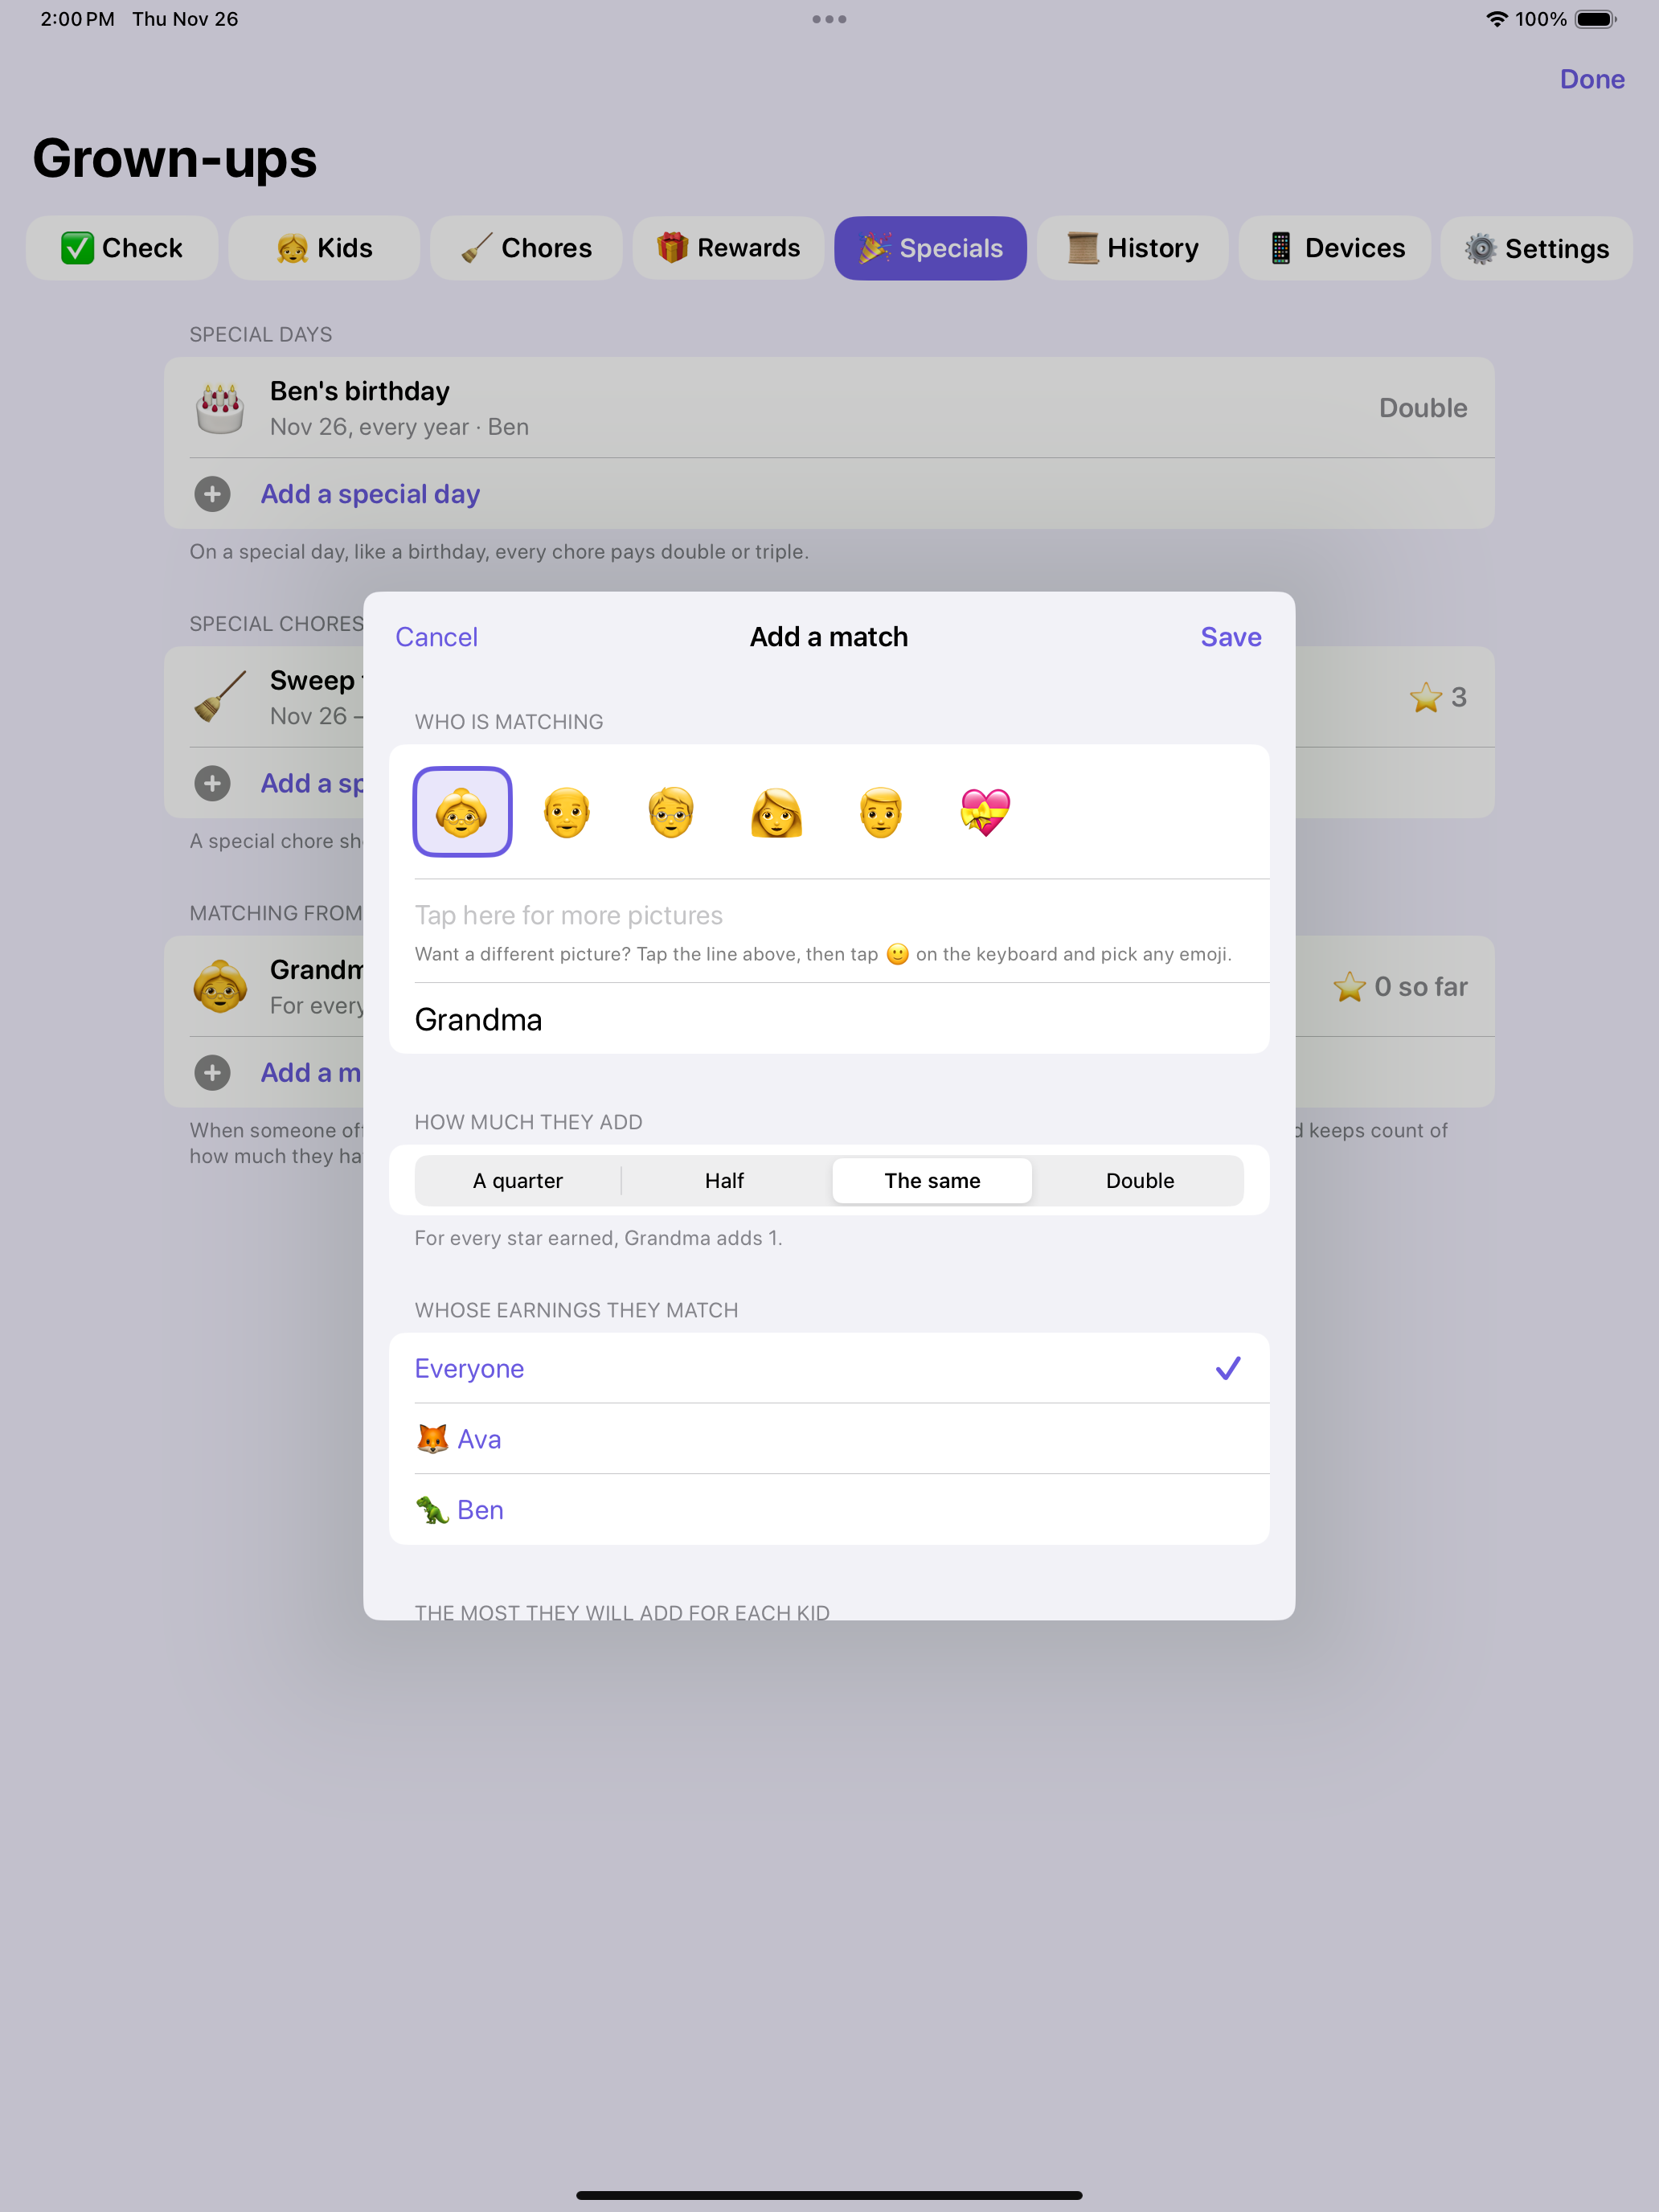 2:00 PM Thu Nov 26
100%
Done
Grown-ups
Check
Kids
Chores
Rewards
Specials
History
Devices
Settings
SPECIAL DAYS
Ben's birthday
Nov 26, every year · Ben
Double
Add a special day
On a special day, like a birthday, every chore pays double or triple.
SPECIAL CHORES
Sweep
Nov 26 –
3
Add a
A special chore
MATCHING FROM
For every
0 so far
Add a
When someone
keeps count of
how much they
Cancel
Add a match
Save
WHO IS MATCHING
Tap here for more pictures
Want a different picture? Tap the line above, then tap 🙂 on the keyboard and pick any emoji.
Grandma
HOW MUCH THEY ADD
A quarter
Half
The same
Double
For every star earned, Grandma adds 1.
WHOSE EARNINGS THEY MATCH
Everyone
Ava
Ben
THE MOST THEY WILL ADD FOR EACH KID